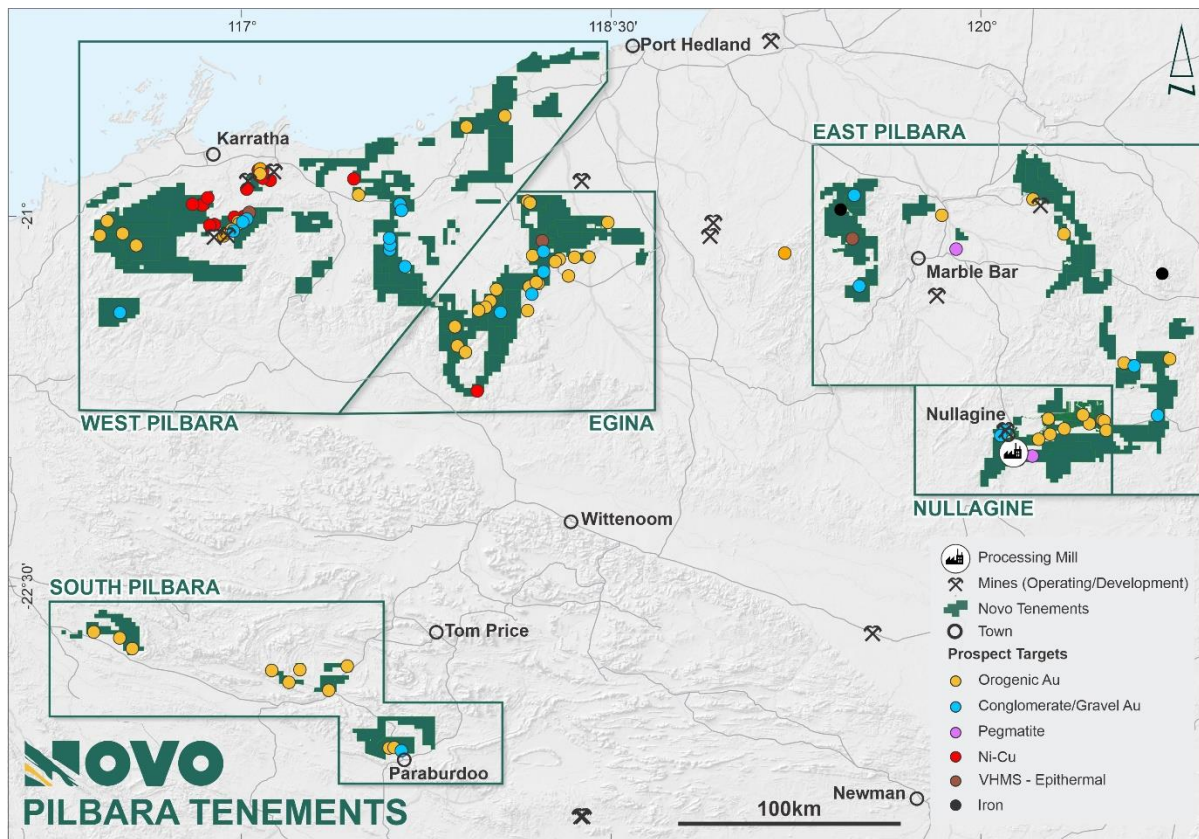 117°
118°30'
120°
Port Hedland
N
Karratha
EAST PILBARA
-21°
Marble Bar
WEST PILBARA
EGINA
Nullagine
NULLAGINE
Wittenoom
-22°30'
SOUTH PILBARA
Tom Price
Paraburdoo
Newman
Processing Mill
Mines (Operating/Development)
Novo Tenements
Town
Prospect Targets
Orogenic Au
Conglomerate/Gravel Au
Pegmatite
Ni-Cu
VHMS - Epithermal
Iron
NOVO
PILBARA TENEMENTS
100km